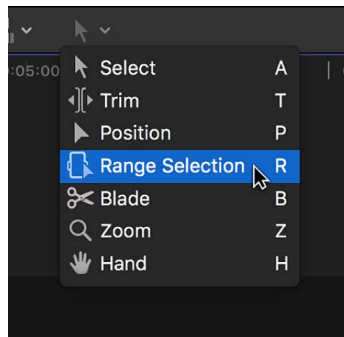 :05:00
Select A
Trim T
Position P
Range Selection R
Blade B
Zoom Z
Hand H